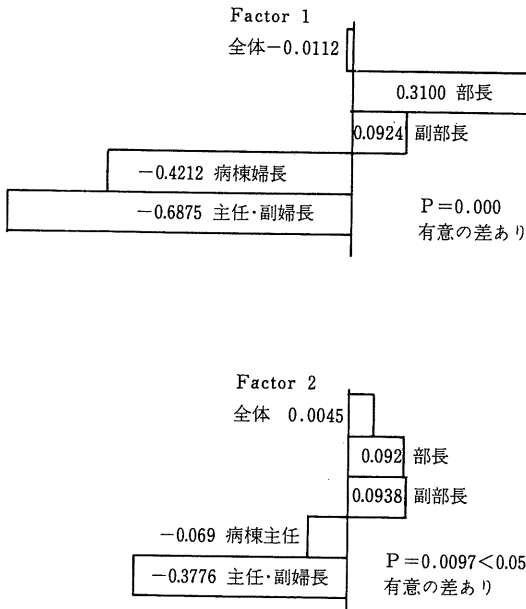 Factor 1
全体-0.0112
0.3100 部長
0.0924 副部長
-0.4212 病棟婦長
-0.6875 主任·副婦長
P=0.000
有意の差あり
Factor 2
全体 0.0045
0.092 部長
0.0938 副部長
-0.069 病棟主任
-0.3776 主任·副婦長
P=0.0097<0.05
有意の差あり